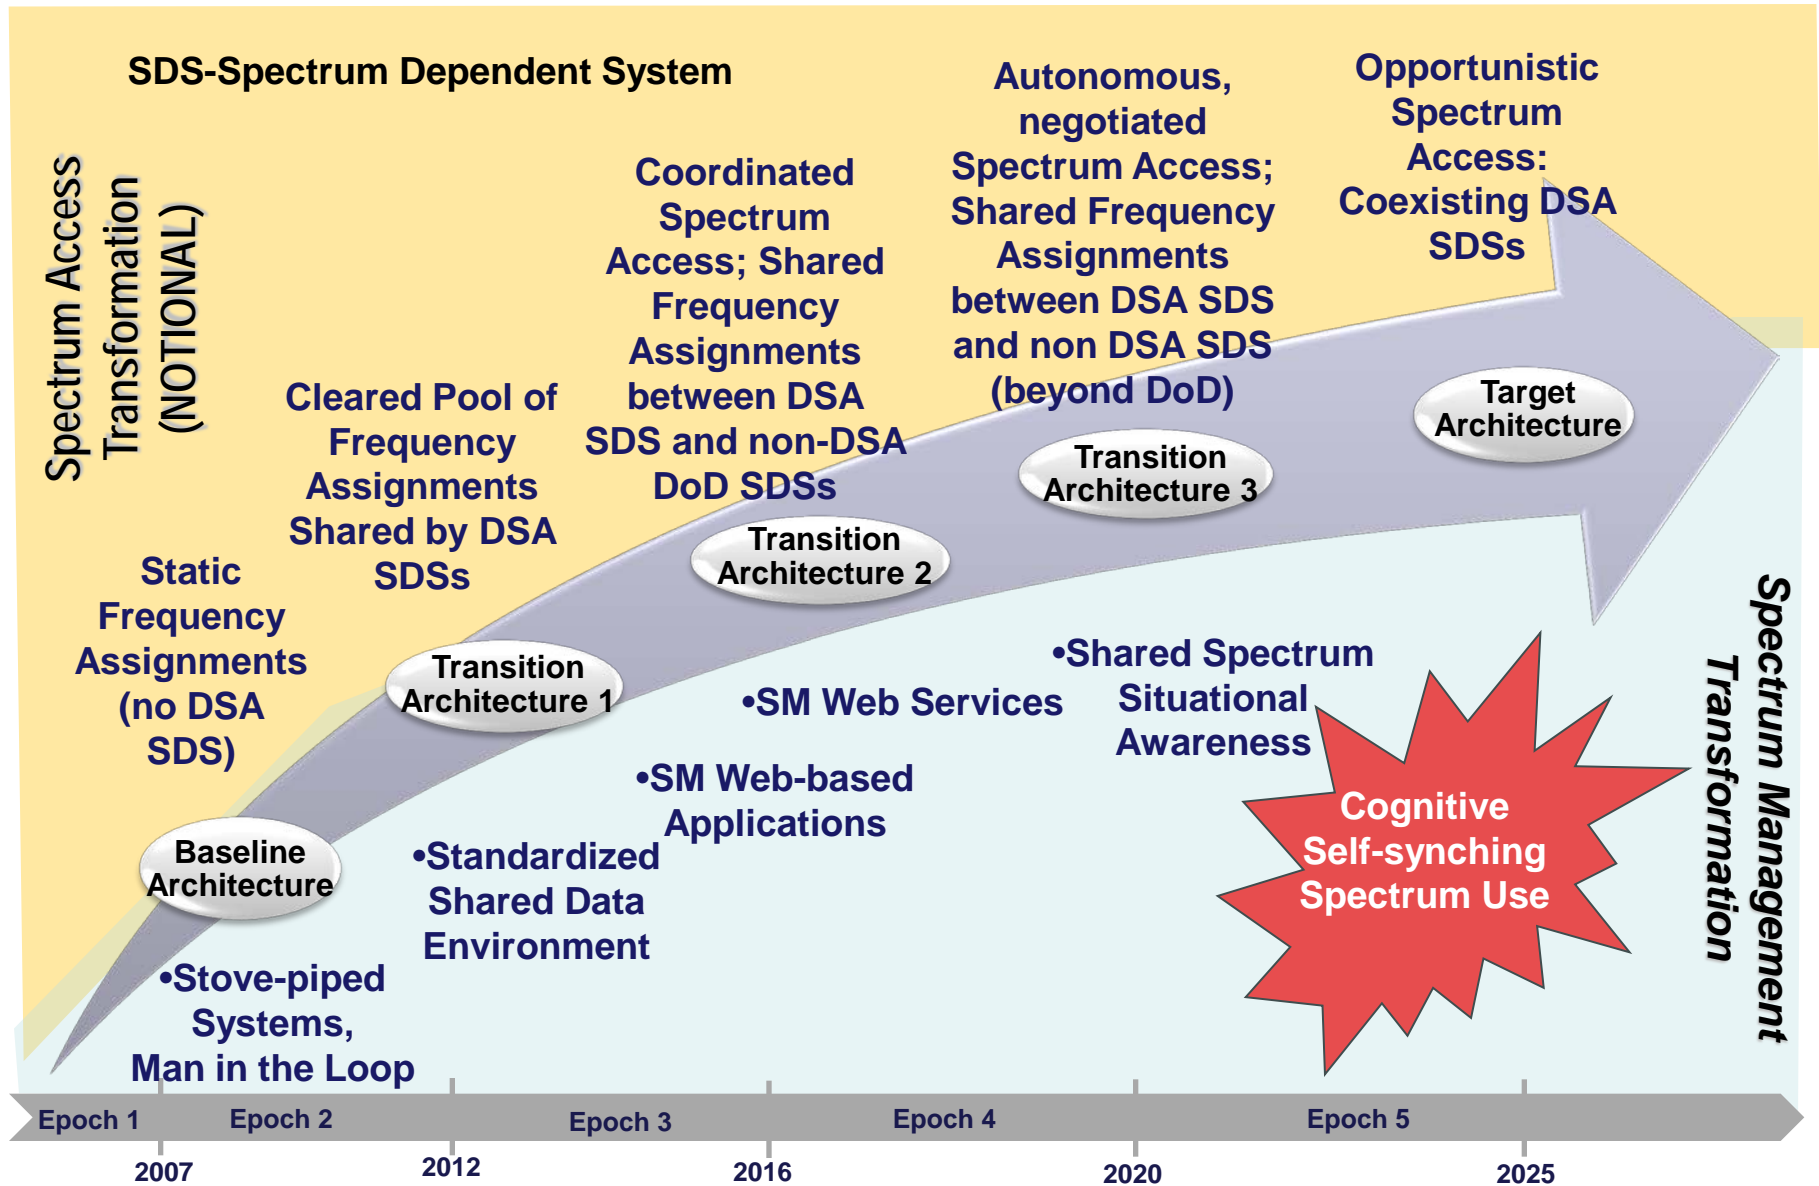 SDS-Spectrum Dependent System
Spectrum Access
Transformation
(NOTIONAL)
Static
Frequency
Assignments
(no DSA
SDS)
Cleared Pool of
Frequency
Assignments
Shared by DSA
SDSs
Coordinated
Spectrum
Access; Shared
Frequency
Assignments
between DSA
SDS and non-DSA
DoD SDSs
Autonomous,
negotiated
Spectrum Access;
Shared Frequency
Assignments
between DSA SDS
and non DSA SDS
(beyond DoD)
Opportunistic
Spectrum
Access:
Coexisting DSA
SDSs
Baseline
Architecture
Transition
Architecture 1
Transition
Architecture 2
Transition
Architecture 3
Target
Architecture
•Stove-piped
Systems,
Man in the Loop
•Standardized
Shared Data
Environment
•SM Web-based
Applications
•SM Web Services
•Shared Spectrum
Situational
Awareness
Cognitive
Self-synching
Spectrum Use
Spectrum Management
Transformation
Epoch 1
Epoch 2
Epoch 3
Epoch 4
Epoch 5
2007
2012
2016
2020
2025